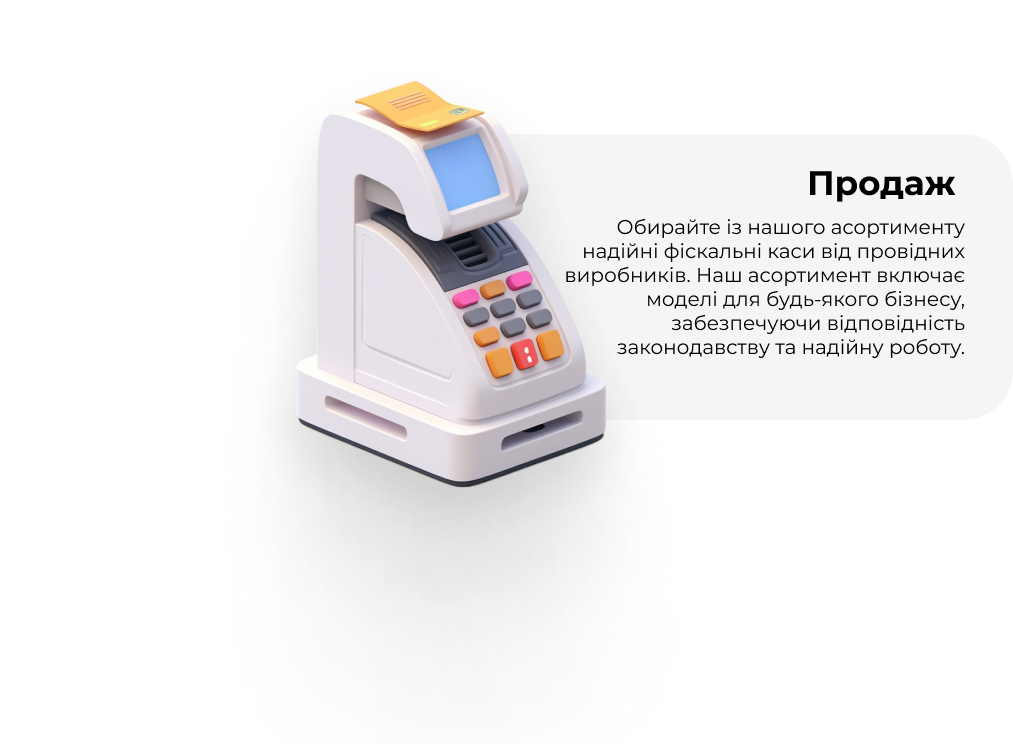 Продаж
Обирайте із нашого асортименту
надійні фіскальні каси від провідних
виробників. Наш асортимент включає
моделі для будь-якого бізнесу,
забезпечуючи відповідність
законодавству та надійну роботу.